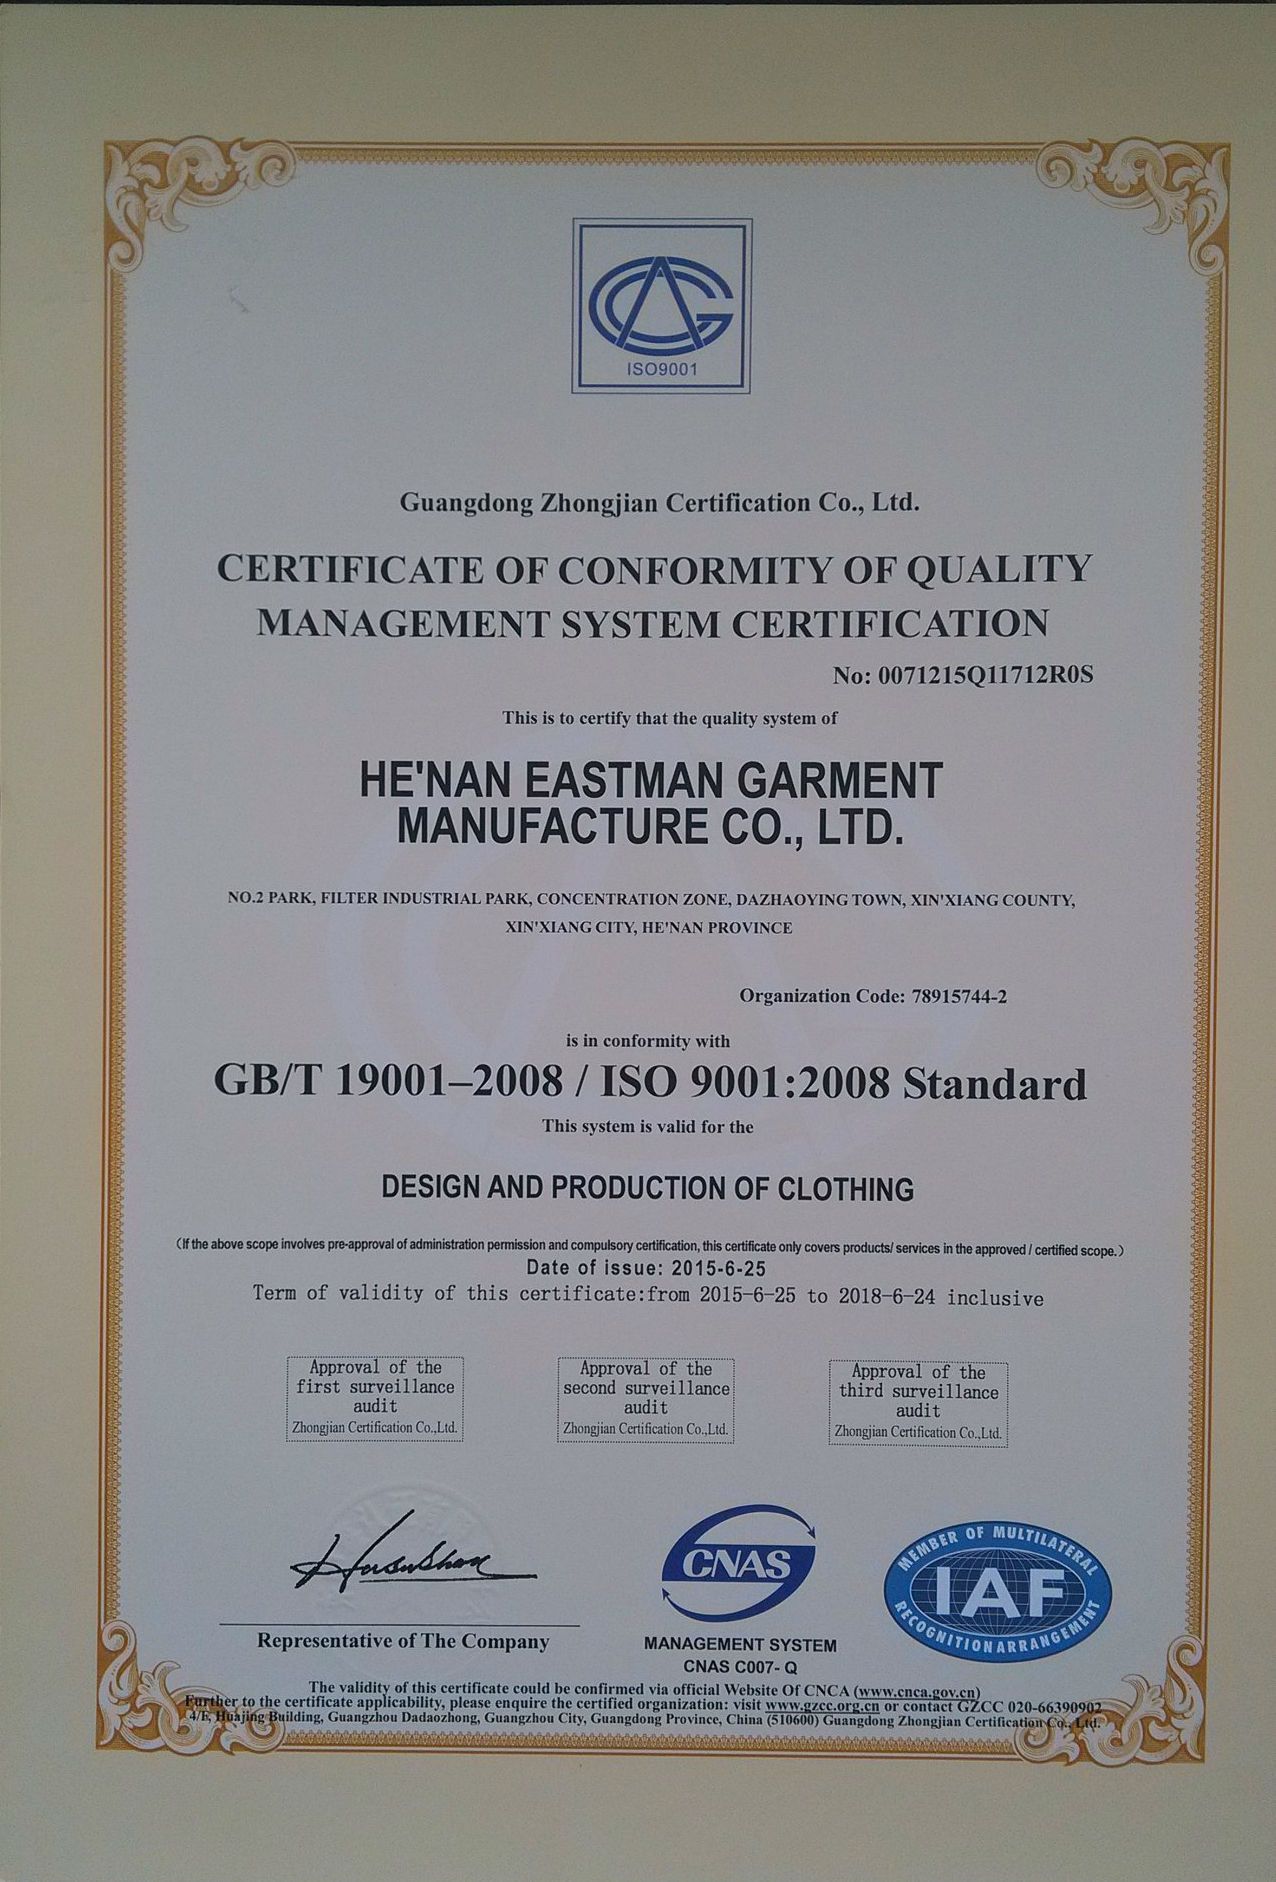 ISO9001
Guangdong Zhongjian Certification Co., Ltd.
CERTIFICATE OF CONFORMITY OF QUALITY
MANAGEMENT SYSTEM CERTIFICATION
No: 0071215Q11712R0S
This is to certify that the quality system of
HE'NAN EASTMAN GARMENT
MANUFACTURE CO., LTD.
NO.2 PARK, FILTER INDUSTRIAL PARK, CONCENTRATION ZONE, DAZHAOYING TOWN, XIN'XIANG COUNTY,
XIN'XIANG CITY, HE'NAN PROVINCE
Organization Code: 78915744-2
is in conformity with
GB/T 19001–2008 / ISO 9001:2008 Standard
This system is valid for the
DESIGN AND PRODUCTION OF CLOTHING
(If the above scope involves pre-approval of administration permission and compulsory certification, this certificate only covers products/ services in the approved / certified scope.)
Date of issue: 2015-6-25
Term of validity of this certificate:from 2015-6-25 to 2018-6-24 inclusive
Approval of the
first surveillance
audit
Zhongjian Certification Co.,Ltd.
Approval of the
second surveillance
audit
Zhongjian Certification Co.,Ltd.
Approval of the
third surveillance
audit
Zhongjian Certification Co.,Ltd.
Representative of The Company
CNAS
MANAGEMENT SYSTEM
CNAS C007- Q
MEMBER OF MULTILATERAL
IAF
RECOGNITION ARRANGEMENT
The validity of this certificate could be confirmed via official Website Of CNCA (www.cnca.gov.cn)
Further to the certificate applicability, please enquire the certified organization: visit www.gzcc.org.cn or contact GZCC 020-66390902
4/F, Huajing Building, Guangzhou Dadaozhong, Guangzhou City, Guangdong Province, China (510600) Guangdong Zhongjian Certification Co., Ltd.